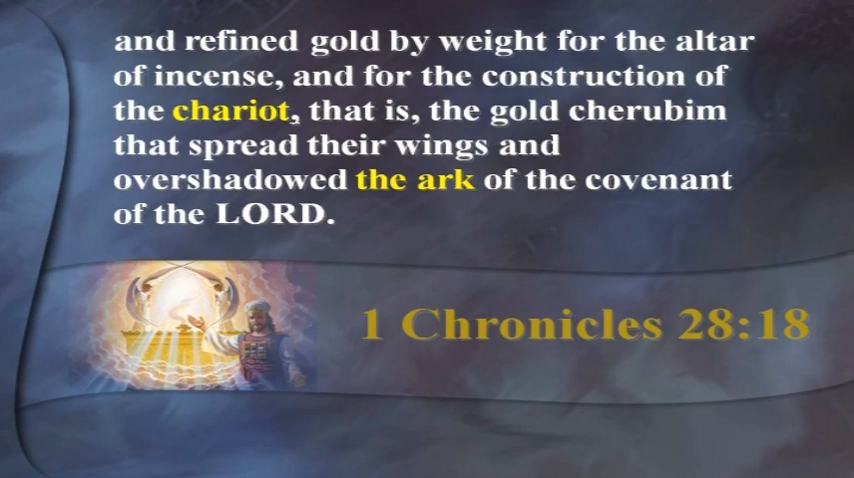 and refined gold by weight for the altar
of incense, and for the construction of
the chariot, that is, the gold cherubim
that spread their wings and
overshadowed the ark of the covenant
of the LORD.
1 Chronicles 28:18